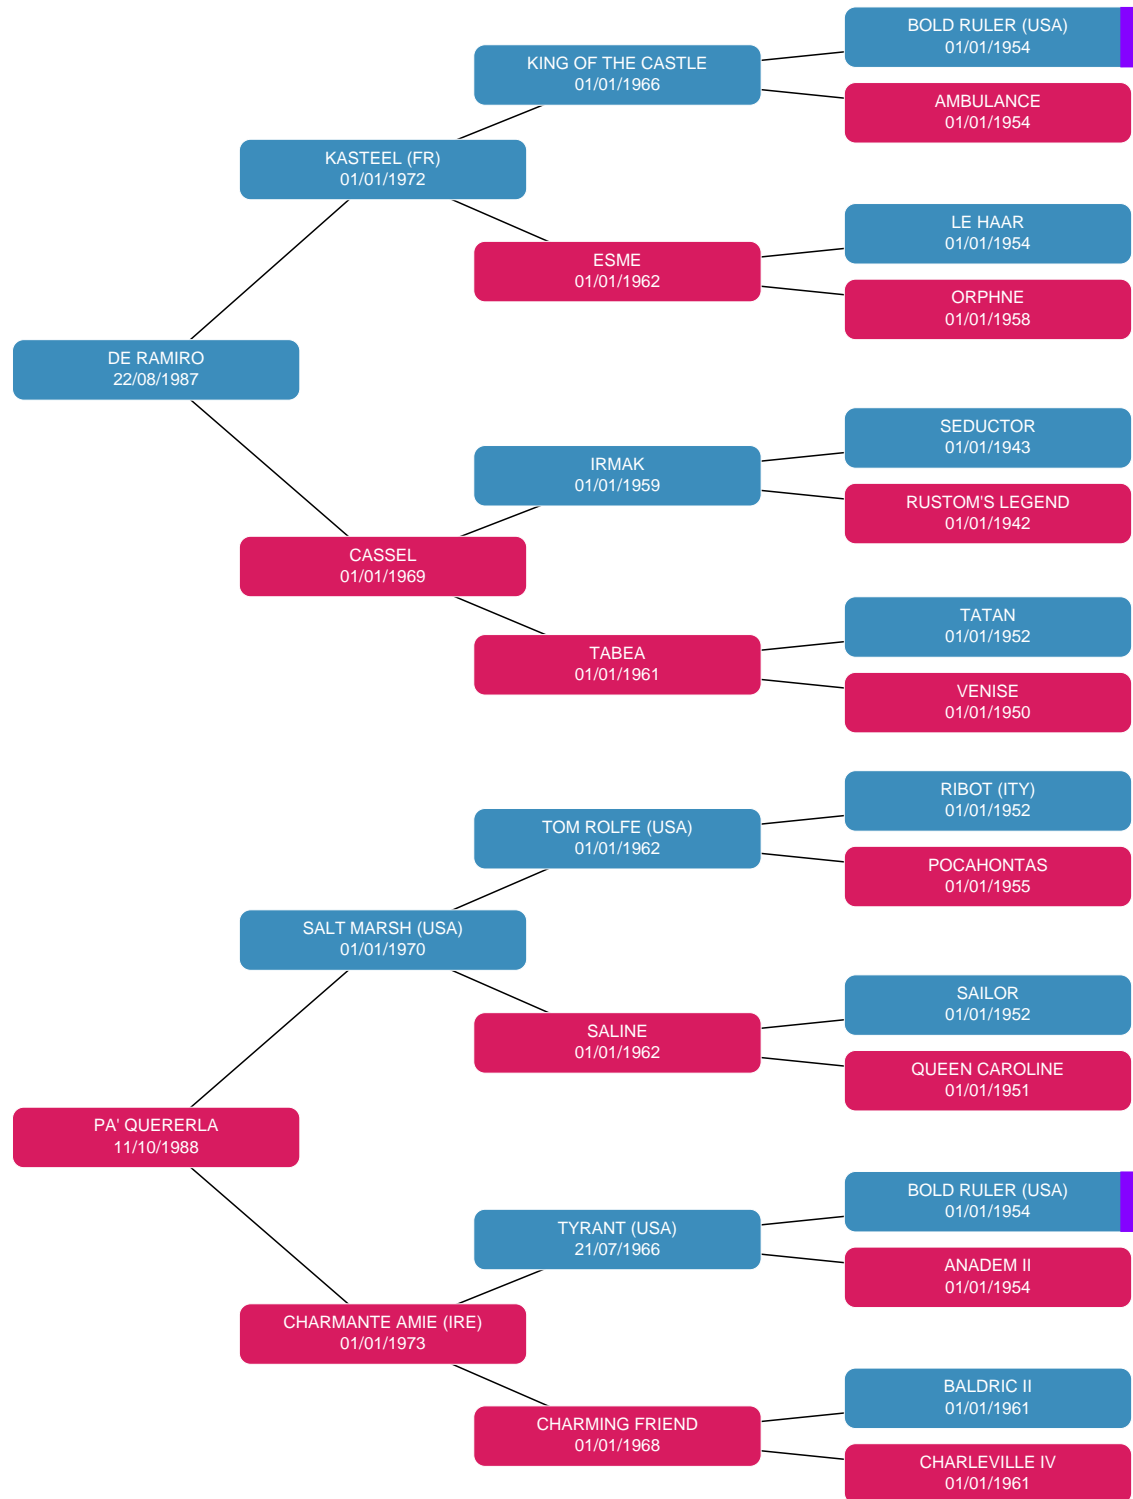 BOLD RULER (USA)
01/01/1954
KING OF THE CASTLE
01/01/1966
AMBULANCE
01/01/1954
KASTEEL (FR)
01/01/1972
LE HAAR
01/01/1954
ESME
01/01/1962
ORPHNE
01/01/1958
DE RAMIRO
22/08/1987
SEDUCTOR
01/01/1943
IRMAK
01/01/1959
RUSTOM'S LEGEND
01/01/1942
CASSEL
01/01/1969
TATAN
01/01/1952
TABEA
01/01/1961
VENISE
01/01/1950
RIBOT (ITY)
01/01/1952
TOM ROLFE (USA)
01/01/1962
POCAHONTAS
01/01/1955
SALT MARSH (USA)
01/01/1970
SAILOR
01/01/1952
SALINE
01/01/1962
QUEEN CAROLINE
01/01/1951
PA' QUERERLA
11/10/1988
BOLD RULER (USA)
01/01/1954
TYRANT (USA)
21/07/1966
ANADEM II
01/01/1954
CHARMANTE AMIE (IRE)
01/01/1973
BALDRIC II
01/01/1961
CHARMING FRIEND
01/01/1968
CHARLEVILLE IV
01/01/1961